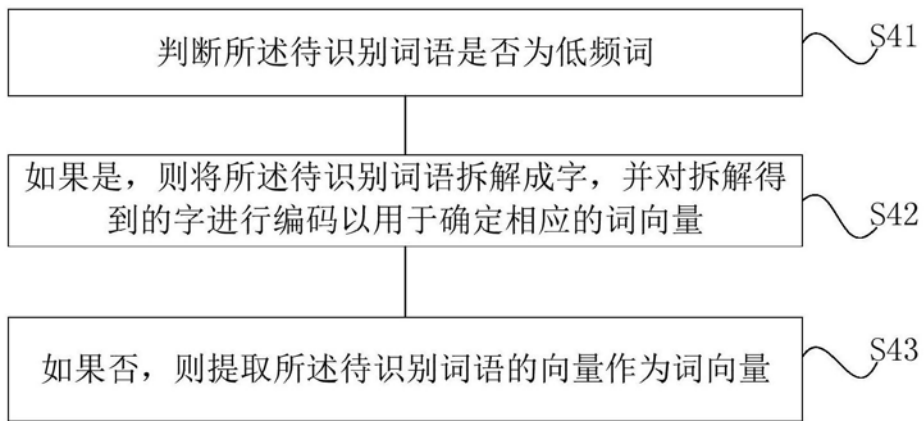 判断所述待识别词语是否为低频词
S41
如果是，则将所述待识别词语拆解成字，并对拆解得
到的字进行编码以用于确定相应的词向量
S42
如果否，则提取所述待识别词语的向量作为词向量
S43